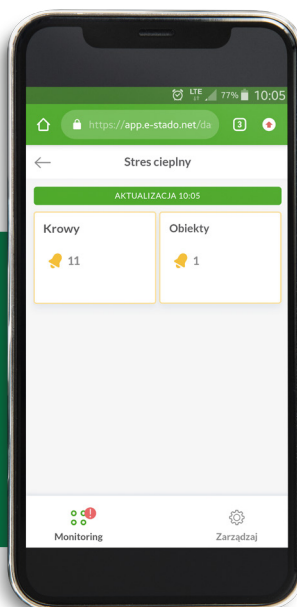 LTE 77% 10:05
https://app.e-stado.net/da 3
Stres cieplny
AKTUALIZACJA 10:05
Krowy
11
Obiekty
1
Monitoring
Zarządzaj